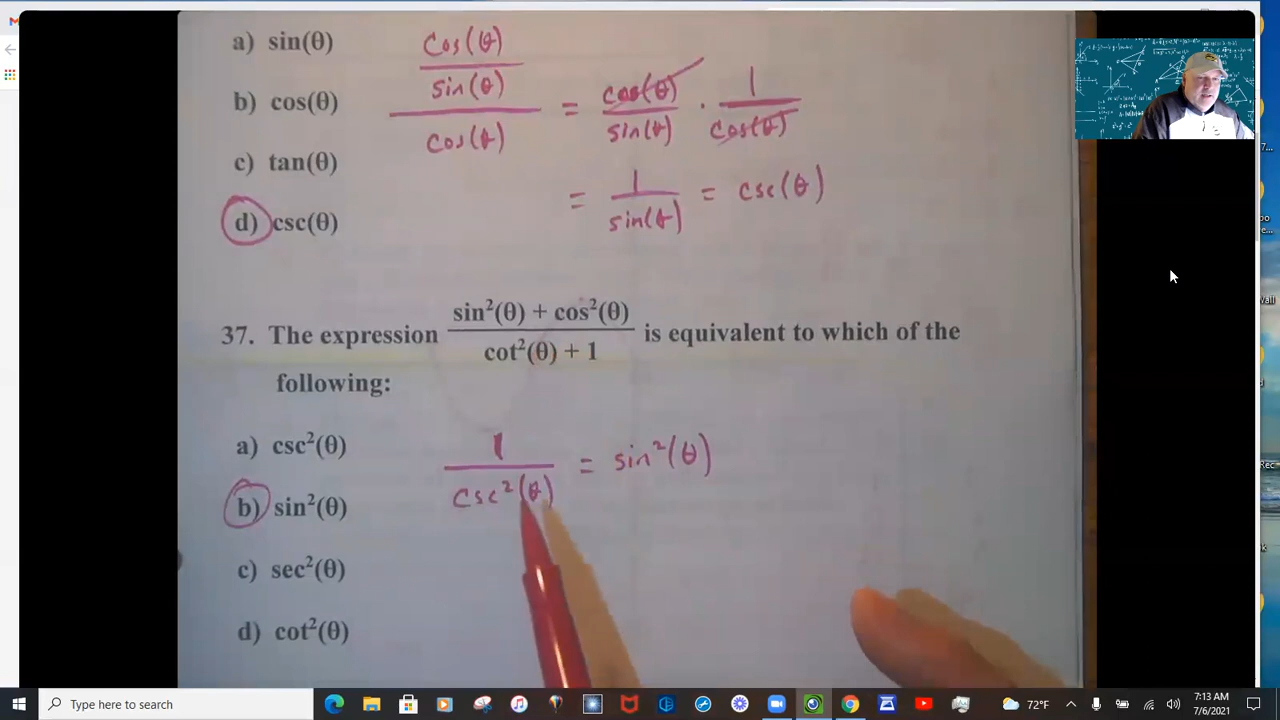 a) sin(θ)
b) cos(θ)
c) tan(θ)
d) csc(θ)
cos(θ)
sin(θ)
cos(θ)
= cos(θ) / sin(θ) · 1 / cos(θ)
= 1 / sin(θ) = csc(θ)
37. The expression sin²(θ) + cos²(θ) / cot²(θ) + 1 is equivalent to which of the
following:
a) csc²(θ)
b) sin²(θ)
c) sec²(θ)
d) cot²(θ)
1 / csc²(θ) = sin²(θ)
Type here to search
72°F
7:13 AM
7/6/2021